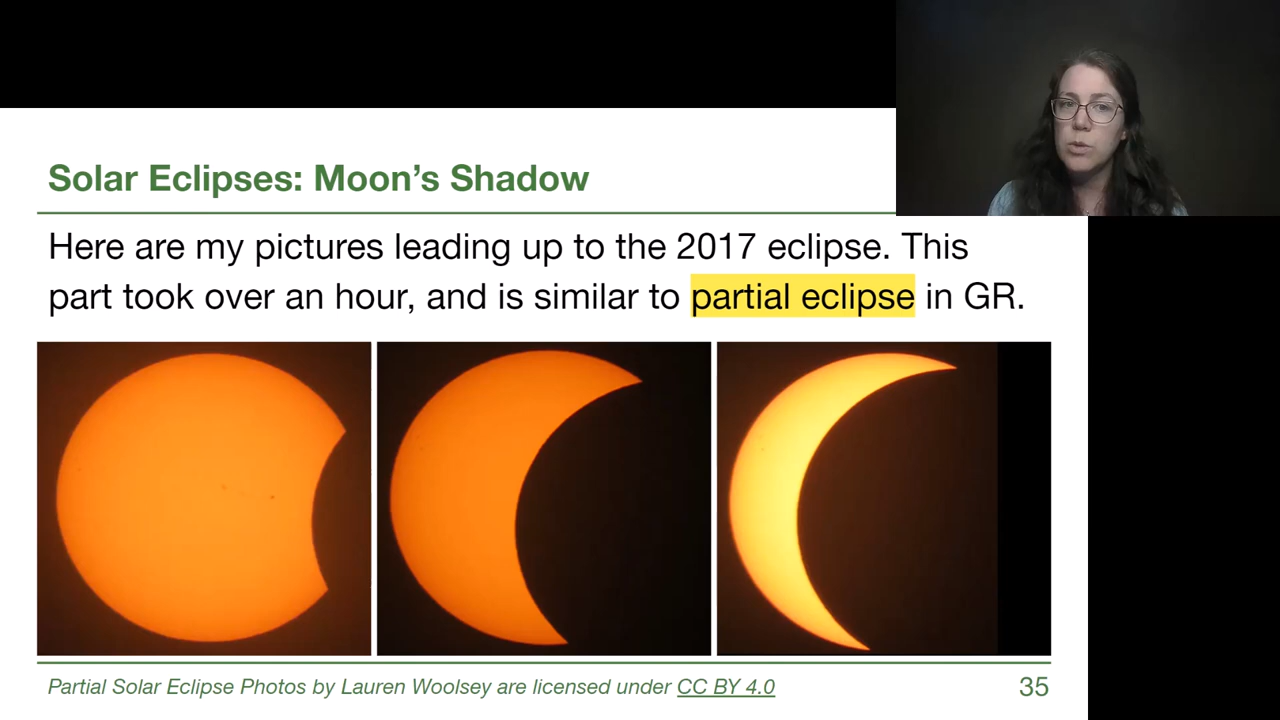 Solar Eclipses: Moon's Shadow
Here are my pictures leading up to the 2017 eclipse. This
part took over an hour, and is similar to partial eclipse in GR.
Partial Solar Eclipse Photos by Lauren Woolsey are licensed under CC BY 4.0
35